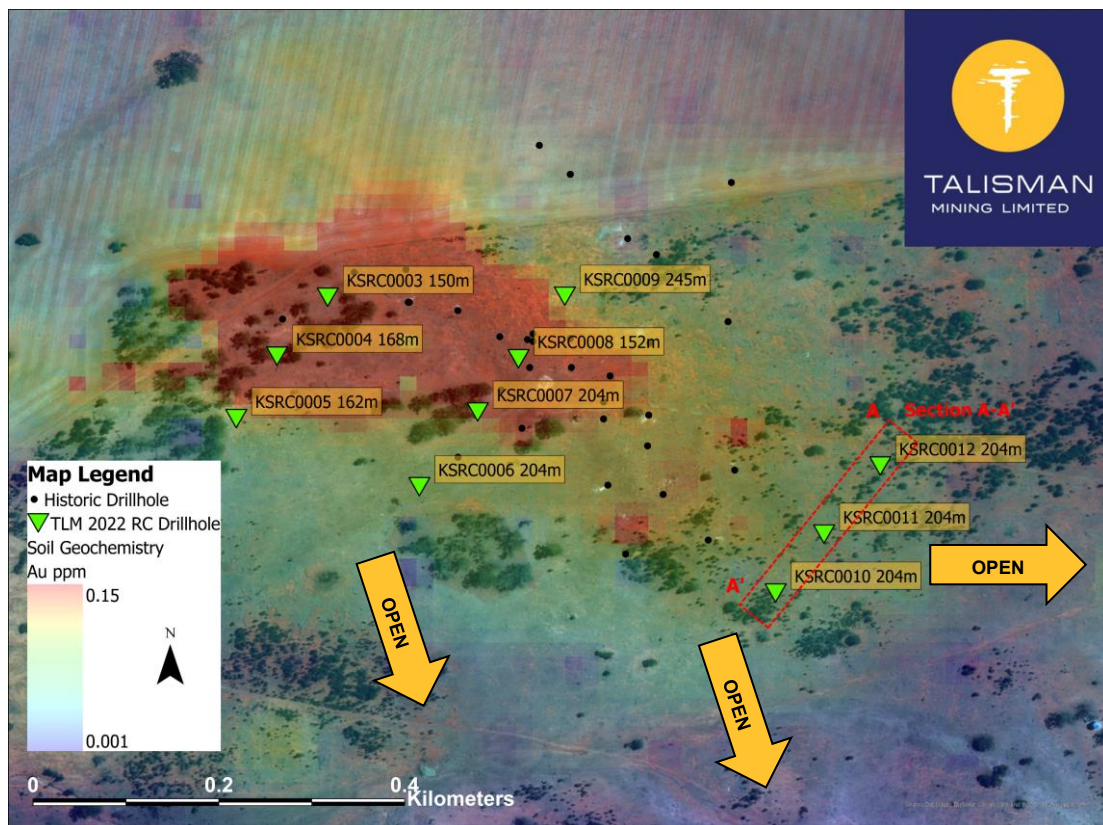 TALISMAN
MINING LIMITED
KSRC0003 150m
KSRC0009 245m
KSRC0004 168m
KSRC0008 152m
KSRC0005 162m
KSRC0007 204m
A
Section A-A'
KSRC0012 204m
KSRC0006 204m
KSRC0011 204m
KSRC0010 204m
A'
OPEN
OPEN
OPEN
Map Legend
Historic Drillhole
TLM 2022 RC Drillhole
Soil Geochemistry
Au ppm
0.15
0.001
N
0 0.2 0.4
Kilometers